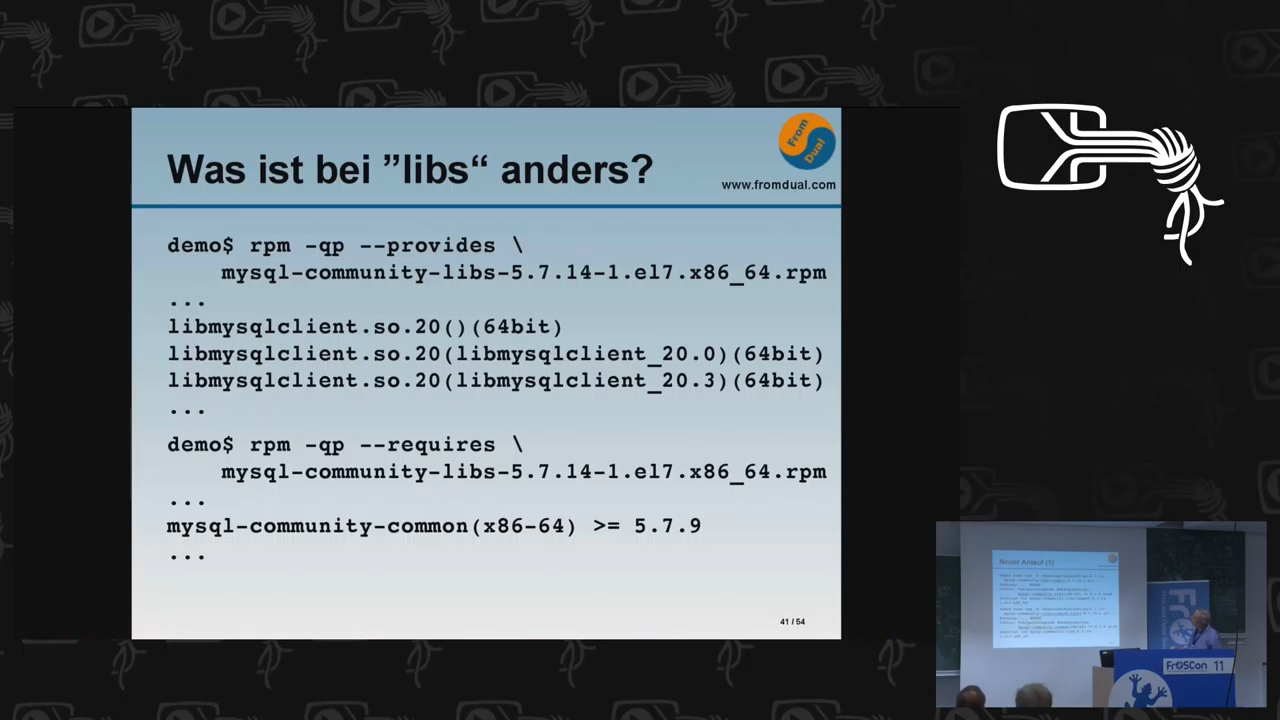 Was ist bei ”libs“ anders?
From
Dual
www.fromdual.com
demo$ rpm -qp --provides \
mysql-community-libs-5.7.14-1.el7.x86_64.rpm
...
libmysqlclient.so.20()(64bit)
libmysqlclient.so.20(libmysqlclient_20.0)(64bit)
libmysqlclient.so.20(libmysqlclient_20.3)(64bit)
...
demo$ rpm -qp --requires \
mysql-community-libs-5.7.14-1.el7.x86_64.rpm
...
mysql-community-common(x86-64) >= 5.7.9
...
41 / 54
Neuer Anlauf (1)
FrOSCon 11